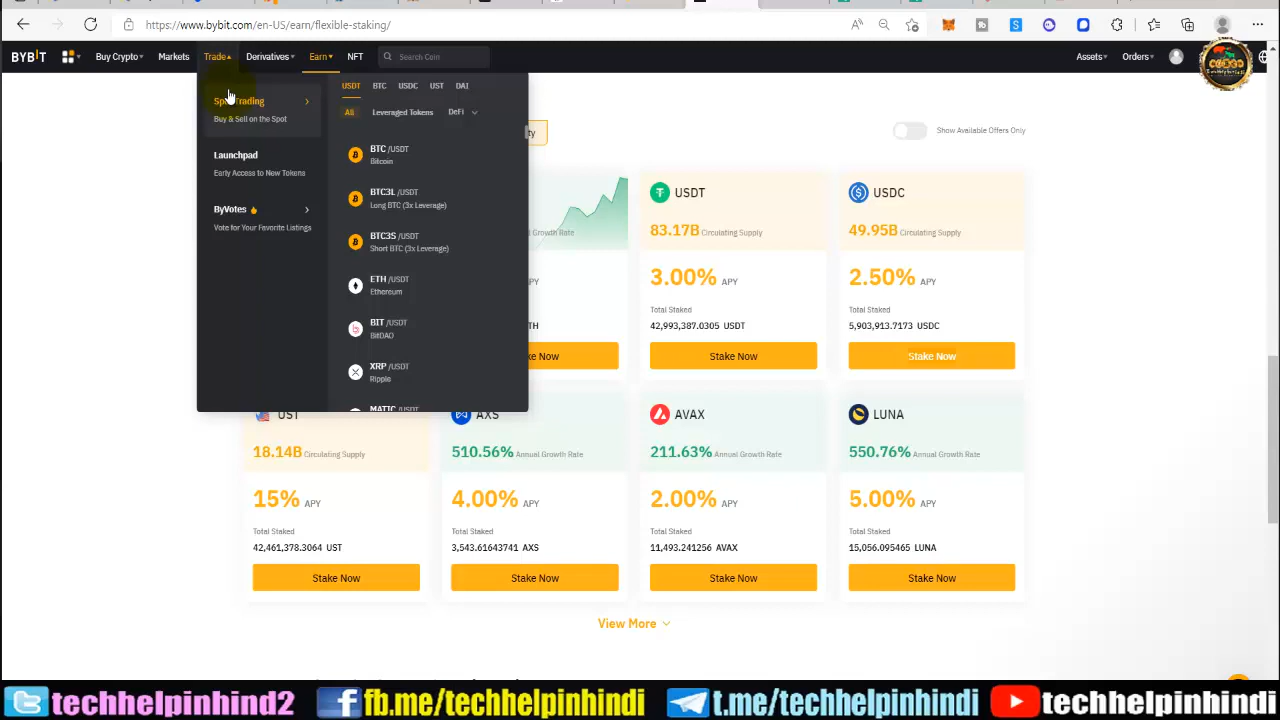 https://www.bybit.com/en-US/earn/flexible-staking/
BYBIT Buy Crypto Markets Trade Derivatives Earn NFT Search Coin Assets Orders
Spot Trading
Buy & Sell on the Spot
Launchpad
Early Access to New Tokens
ByVotes
Vote for Your Favorite Listings
USDT BTC USDC UST DAI
All Leveraged Tokens DeFi
BTC /USDT
Bitcoin
BTC3L /USDT
Long BTC (3x Leverage)
BTC3S /USDT
Short BTC (3x Leverage)
ETH /USDT
Ethereum
BIT /USDT
BitDAO
XRP /USDT
Ripple
MATIC /USDT
Show Available Offers Only
Growth Rate
USDT
83.17B Circulating Supply
3.00% APY
Total Staked
42,993,387.0305 USDT
Stake Now
USDC
49.95B Circulating Supply
2.50% APY
Total Staked
5,903,913.7173 USDC
Stake Now
UST
18.14B Circulating Supply
15% APY
Total Staked
42,461,378.3064 UST
Stake Now
AXS
510.56% Annual Growth Rate
4.00% APY
Total Staked
3,543.61643741 AXS
Stake Now
AVAX
211.63% Annual Growth Rate
2.00% APY
Total Staked
11,493.241256 AVAX
Stake Now
LUNA
550.76% Annual Growth Rate
5.00% APY
Total Staked
15,056.095465 LUNA
Stake Now
View More
techhelpinhindi2 fb.me/techhelpinhindi t.me/techhelpinhindi techhelpinhindi